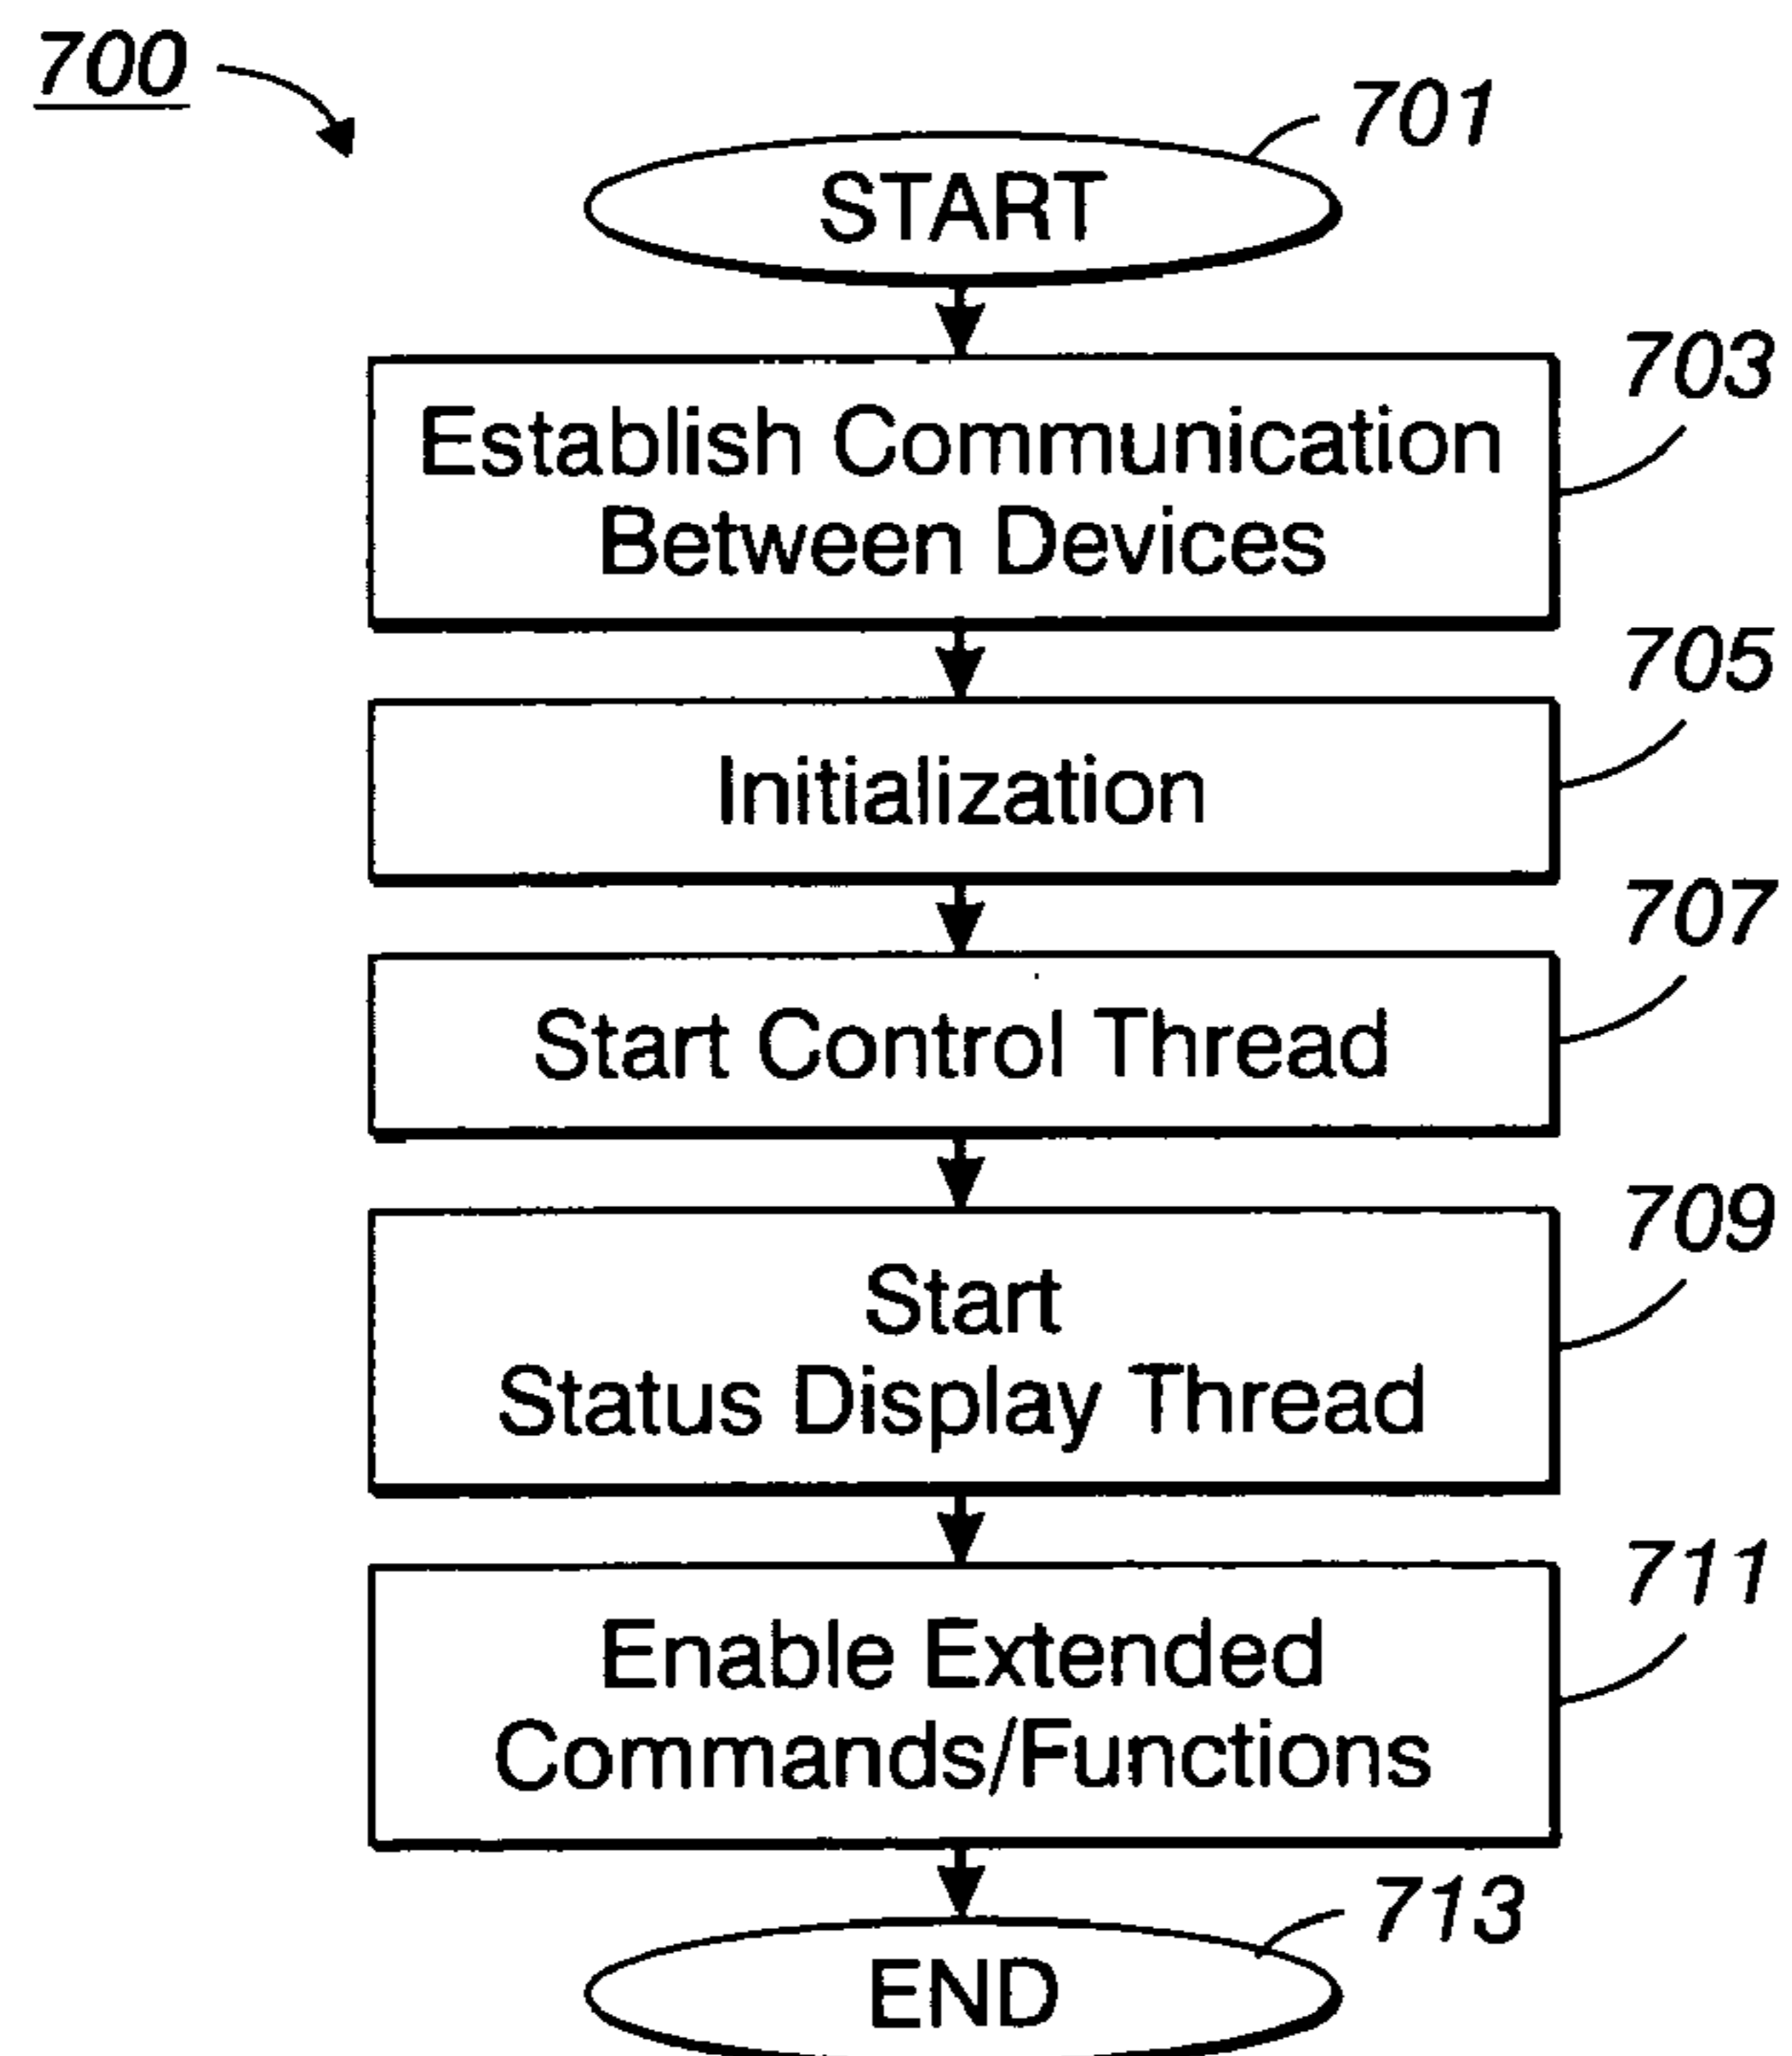 700
701
START
703
Establish Communication
Between Devices
705
Initialization
707
Start Control Thread
709
Start
Status Display Thread
711
Enable Extended
Commands/Functions
713
END